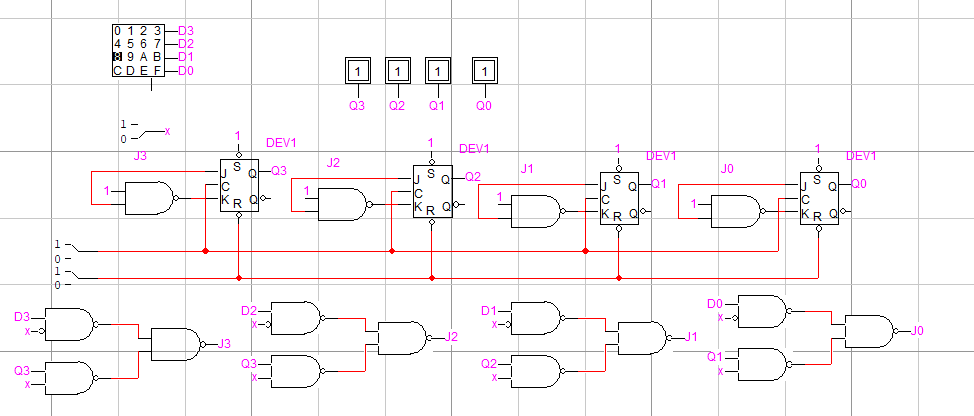 0 1 2 3 D3
4 5 6 7 D2
8 9 A B D1
C D E F D0
1 1 1 1
Q3 Q2 Q1 Q0
1
0 x
J3
1 DEV1
J2
1 DEV1
J1
1 DEV1
J0
1 DEV1
S
J Q Q3
1 C
K R Q
S
J Q Q2
1 C
K R Q
S
J Q Q1
1 C
K R Q
S
J Q Q0
1 C
K R Q
1
0
1
0
D3
x
Q3
x
J3
D2
x
Q3
x
J2
D1
x
Q2
x
J1
D0
x
Q1
x
J0